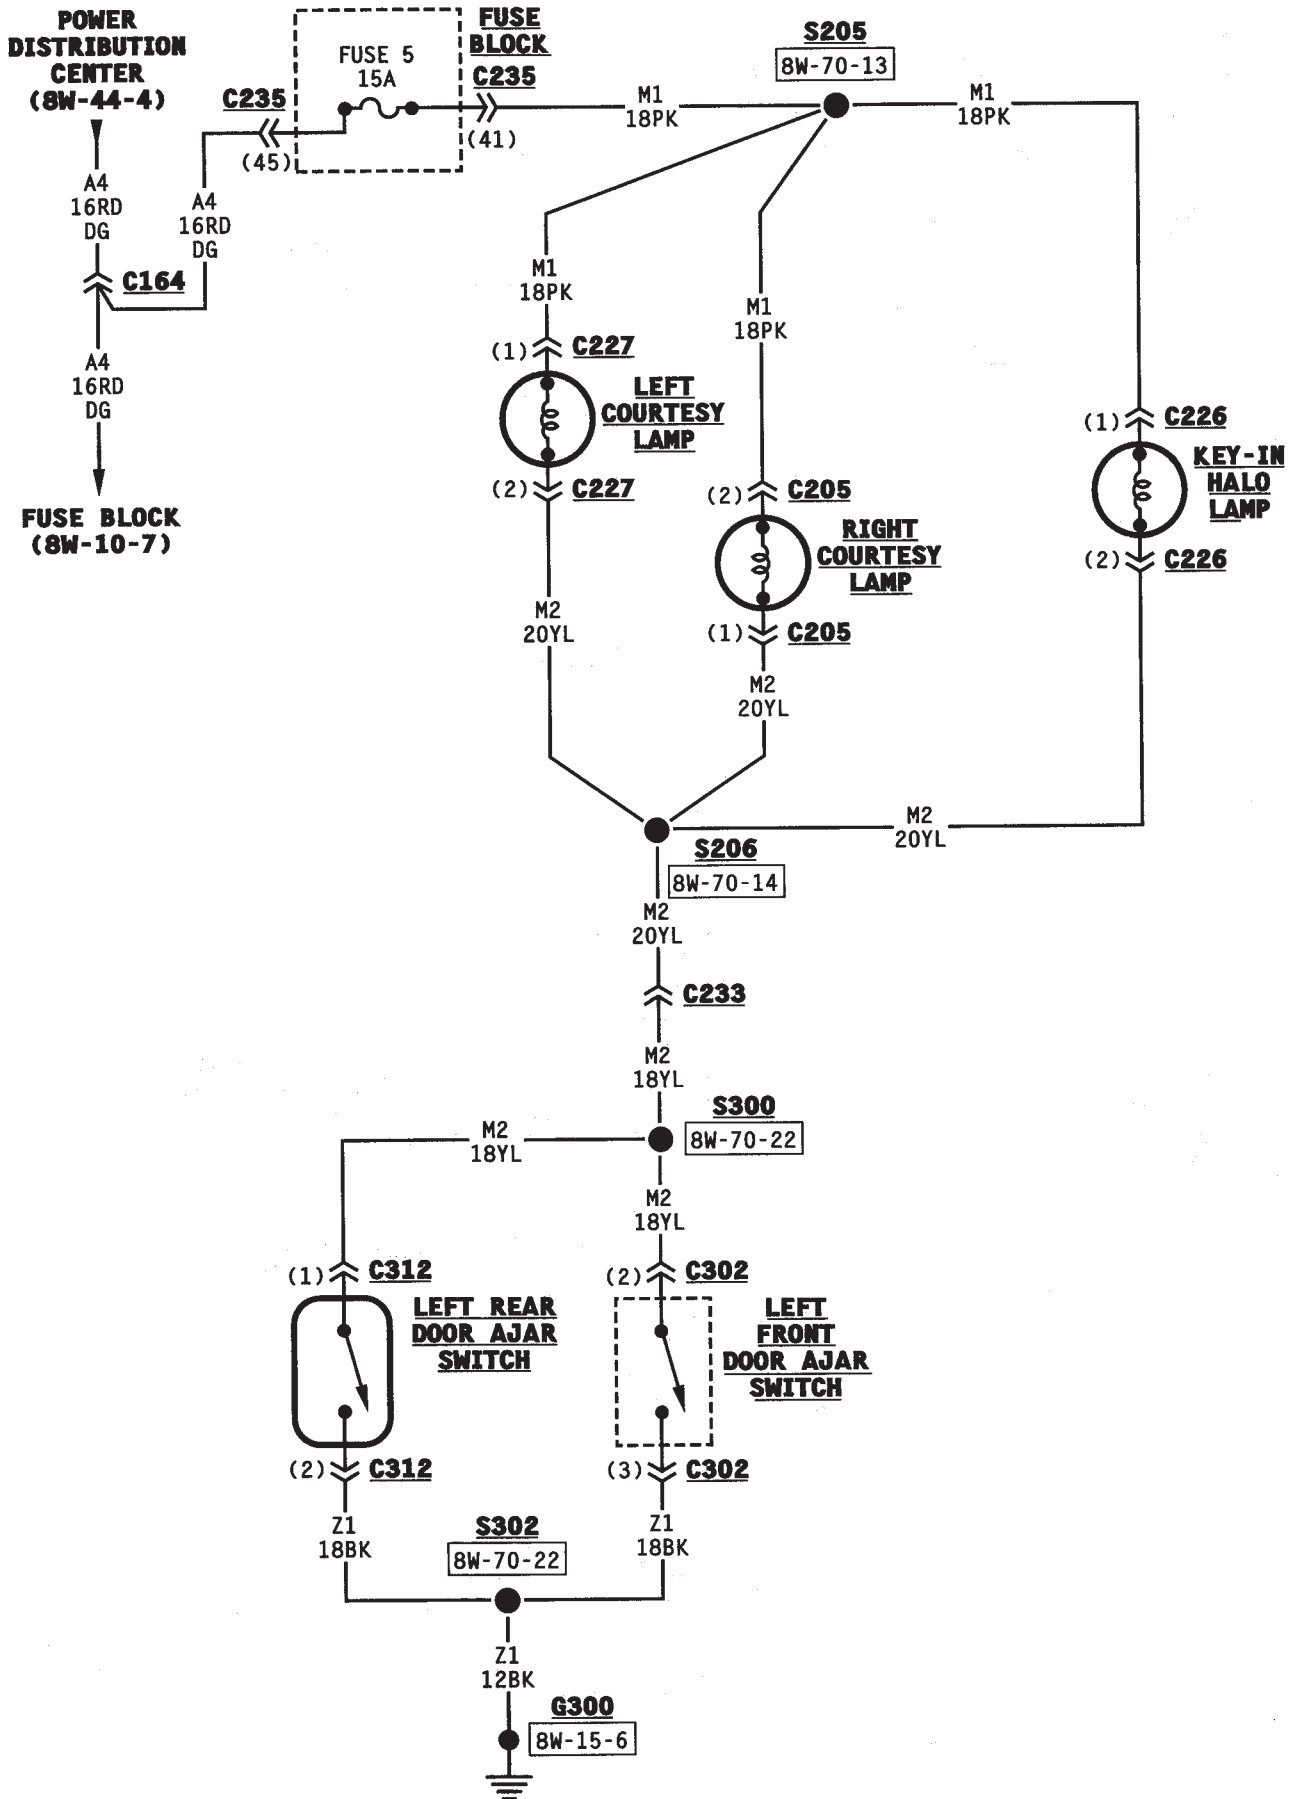 POWER
DISTRIBUTION
CENTER
(8W-44-4)
FUSE 5
15A
FUSE
BLOCK
C235
(45)
C235
(41)
M1
18PK
S205
8W-70-13
M1
18PK
A4
16RD
DG
A4
16RD
DG
C164
A4
16RD
DG
FUSE BLOCK
(8W-10-7)
M1
18PK
M1
18PK
(1)
C227
LEFT
COURTESY
LAMP
(2)
C227
(2)
C205
RIGHT
COURTESY
LAMP
(1)
C205
(1)
C226
KEY-IN
HALO
LAMP
(2)
C226
M2
20YL
M2
20YL
M2
20YL
S206
8W-70-14
M2
20YL
C233
M2
18YL
S300
8W-70-22
M2
18YL
M2
18YL
(1)
C312
LEFT REAR
DOOR AJAR
SWITCH
(2)
C312
(2)
C302
LEFT
FRONT
DOOR AJAR
SWITCH
(3)
C302
Z1
18BK
S302
8W-70-22
Z1
18BK
Z1
12BK
G300
8W-15-6